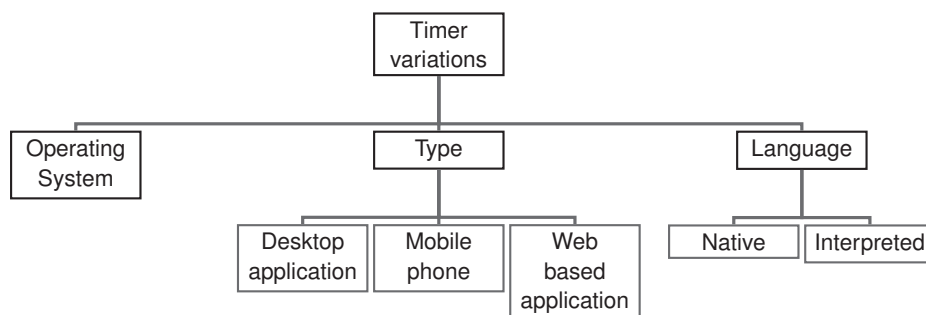 Timer
variations
Operating
System
Type
Language
Desktop
application
Mobile
phone
Web
based
application
Native
Interpreted